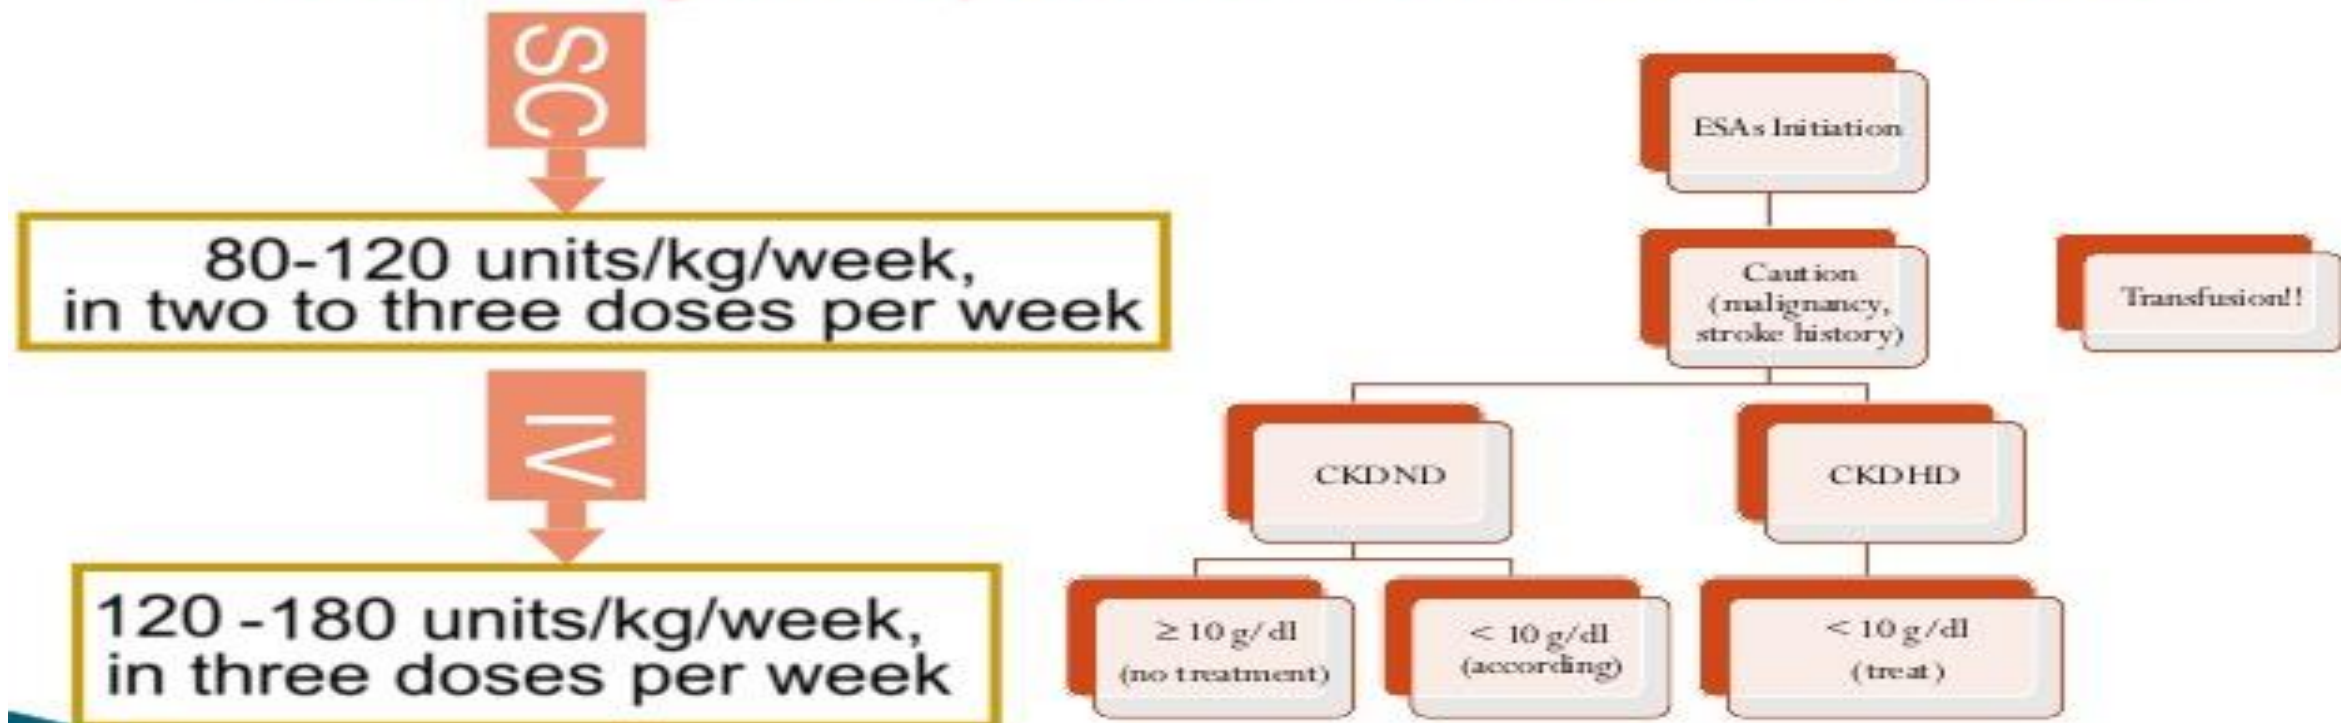 SC
80-120 units/kg/week,
in two to three doses per week
IV
120 -180 units/kg/week,
in three doses per week
ESAs Initiation
Caution
(malignancy,
stroke history)
Transfusion!!
CKDND
CKDHD
≥ 10 g/dl
(no treatment)
< 10 g/dl
(according)
< 10 g/dl
(treat)